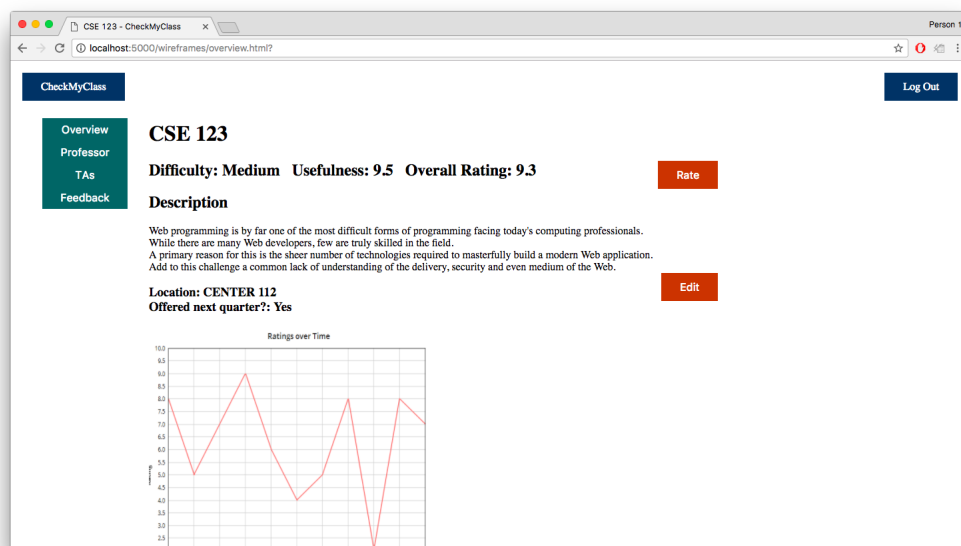 CSE 123 - CheckMyClass
Person 1
localhost:5000/wireframes/overview.html?
CheckMyClass
Log Out
Overview
Professor
TAs
Feedback
CSE 123
Difficulty: Medium Usefulness: 9.5 Overall Rating: 9.3
Rate
Description
Web programming is by far one of the most difficult forms of programming facing today's computing professionals.
While there are many Web developers, few are truly skilled in the field.
A primary reason for this is the sheer number of technologies required to masterfully build a modern Web application.
Add to this challenge a common lack of understanding of the delivery, security and even medium of the Web.
Edit
Location: CENTER 112
Offered next quarter?: Yes
Ratings over Time
10.0
9.5
9.0
8.5
8.0
7.5
7.0
6.5
6.0
5.5
5.0
4.5
4.0
3.5
3.0
2.5